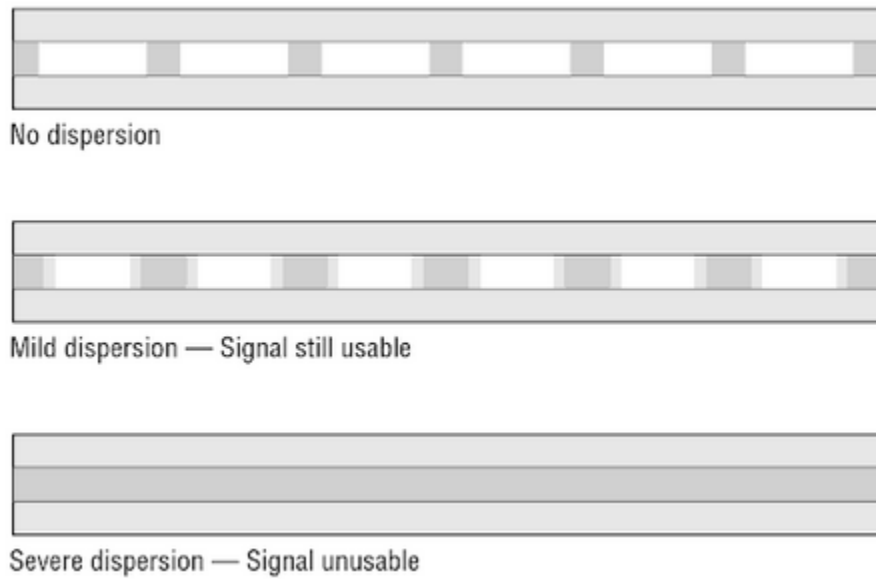 No dispersion
Mild dispersion — Signal still usable
Severe dispersion — Signal unusable